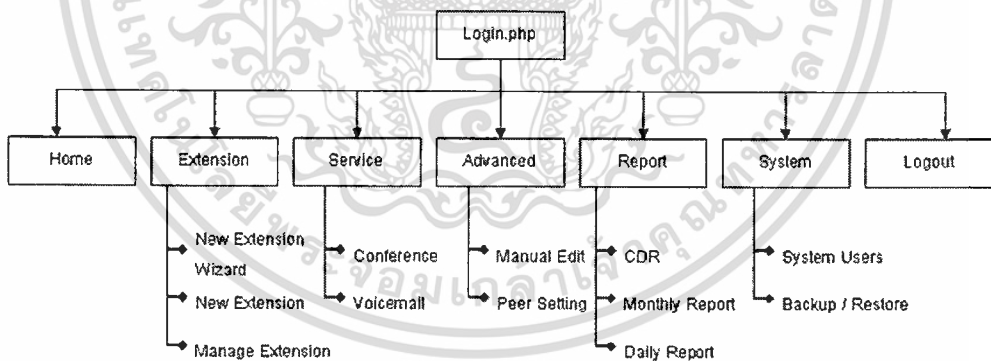 Login.php
Home
Extension
Service
Advanced
Report
System
Logout
New Extension
Wizard
New Extension
Manage Extension
Conference
Voicemail
Manual Edit
Peer Setting
CDR
Monthly Report
Daily Report
System Users
Backup / Restore